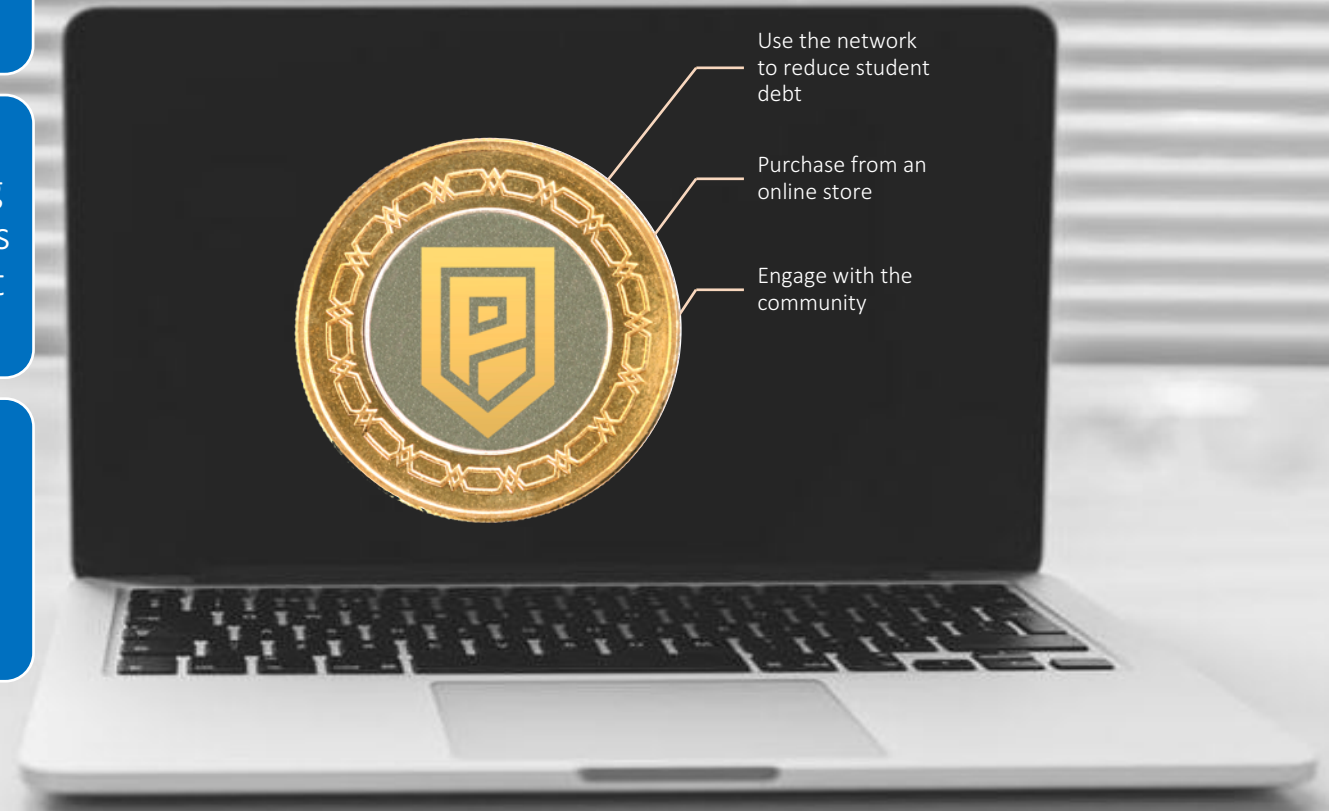 Use the network
to reduce student
debt
Purchase from an
online store
Engage with the
community